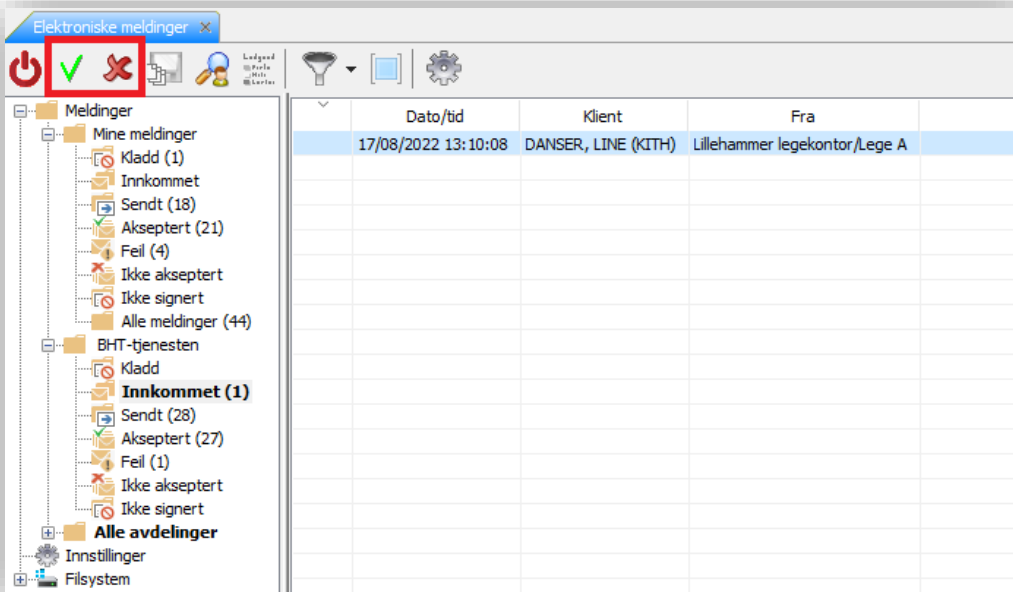 Elektroniske meldinger
Meldinger
Mine meldinger
Kladd (1)
Innkommet
Sendt (18)
Akseptert (21)
Feil (4)
Ikke akseptert
Ikke signert
Alle meldinger (44)
BHT-tjenesten
Kladd
Innkommet (1)
Sendt (28)
Akseptert (27)
Feil (1)
Ikke akseptert
Ikke signert
Alle avdelinger
Innstillinger
Filsystem
Dato/tid Klient Fra
17/08/2022 13:10:08 DANSER, LINE (KITH) Lillehammer legekontor/Lege A